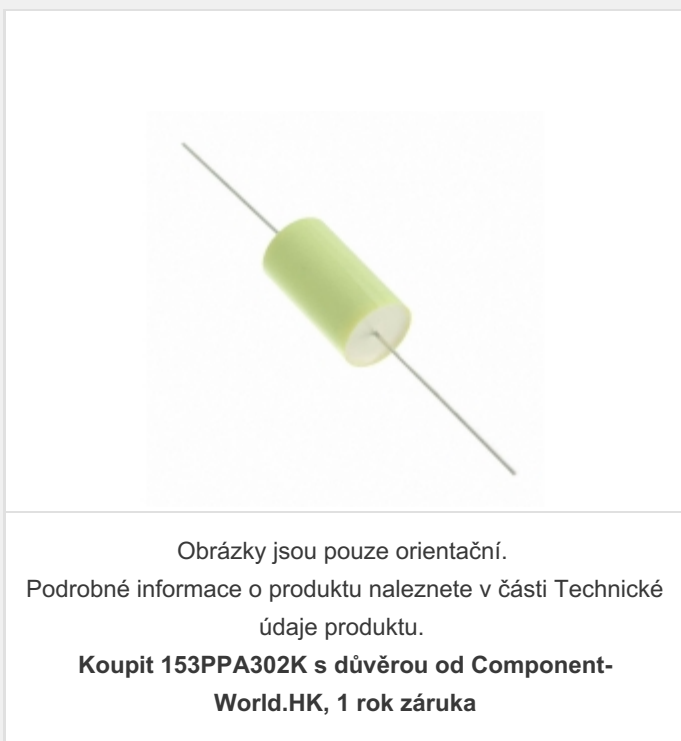 Obrázky jsou pouze orientační.
Podrobné informace o produktu naleznete v části Technické
údaje produktu.
Koupit 153PPA302K s důvěrou od Component-
World.HK, 1 rok záruka